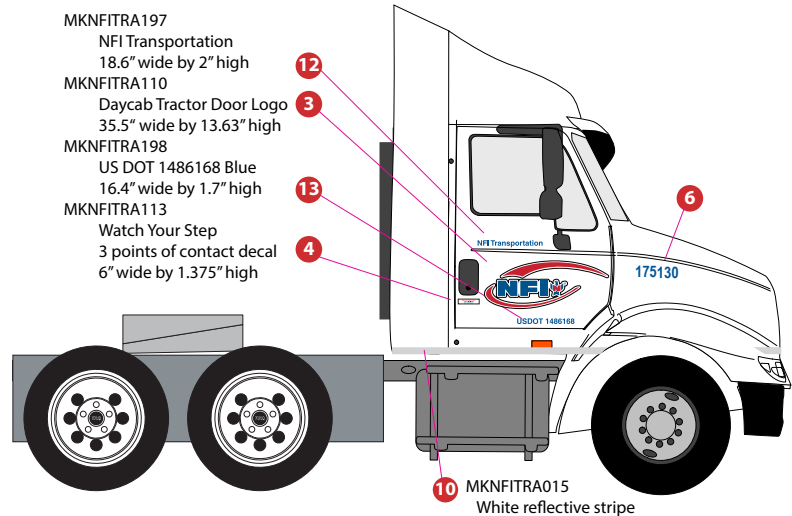 MKNFITRA197
NFI Transportation
18.6” wide by 2” high
MKNFITRA110
Daycab Tractor Door Logo
35.5“ wide by 13.63” high
MKNFITRA198
US DOT 1486168 Blue
16.4” wide by 1.7” high
MKNFITRA113
Watch Your Step
3 points of contact decal
6” wide by 1.375” high
12
3
13
4
6
NFI Transportation
175130
NFI
USDOT 1486168
10
MKNFITRA015
White reflective stripe